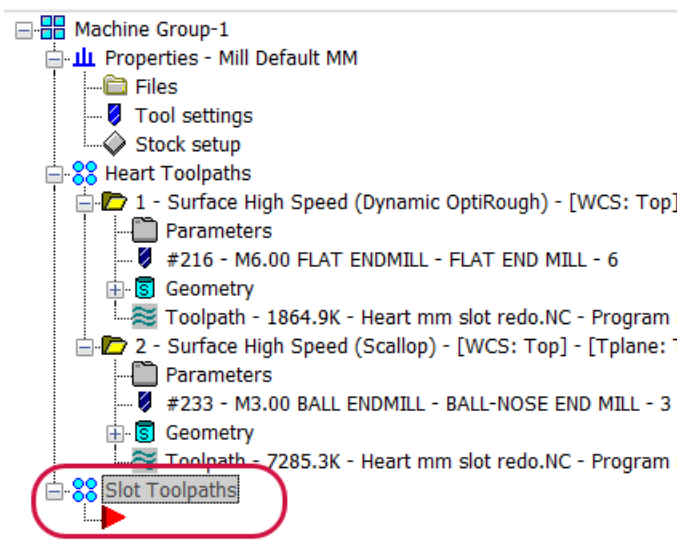 Machine Group-1
Properties - Mill Default MM
Files
Tool settings
Stock setup
Heart Toolpaths
1 - Surface High Speed (Dynamic OptiRough) - [WCS: Top]
Parameters
#216 - M6.00 FLAT ENDMILL - FLAT END MILL - 6
Geometry
Toolpath - 1864.9K - Heart mm slot redo.NC - Program
2 - Surface High Speed (Scallop) - [WCS: Top] - [Tplane:
Parameters
#233 - M3.00 BALL ENDMILL - BALL-NOSE END MILL - 3
Geometry
Toolpath - 7285.3K - Heart mm slot redo.NC - Program
Slot Toolpaths